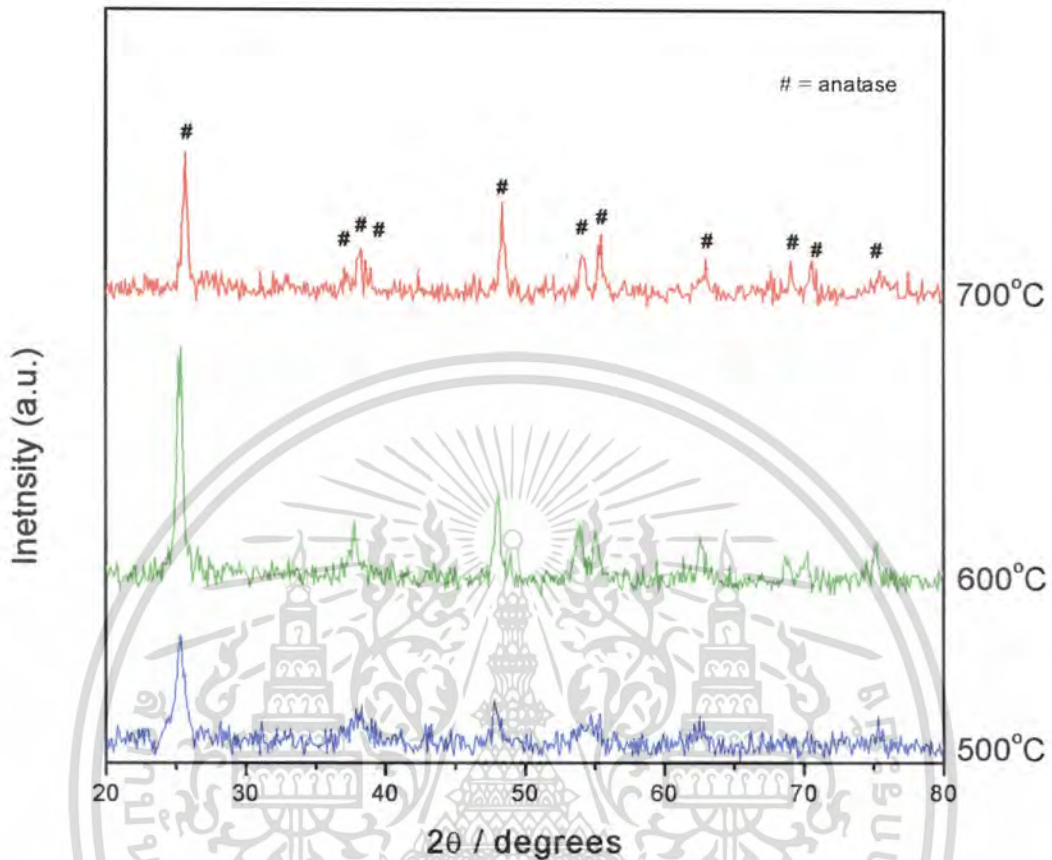 # = anatase
#
# # #
#
# #
#
# #
#
700°C
600°C
500°C
Inetnsity (a.u.)
20 30 40 50 60 70 80
2θ / degrees